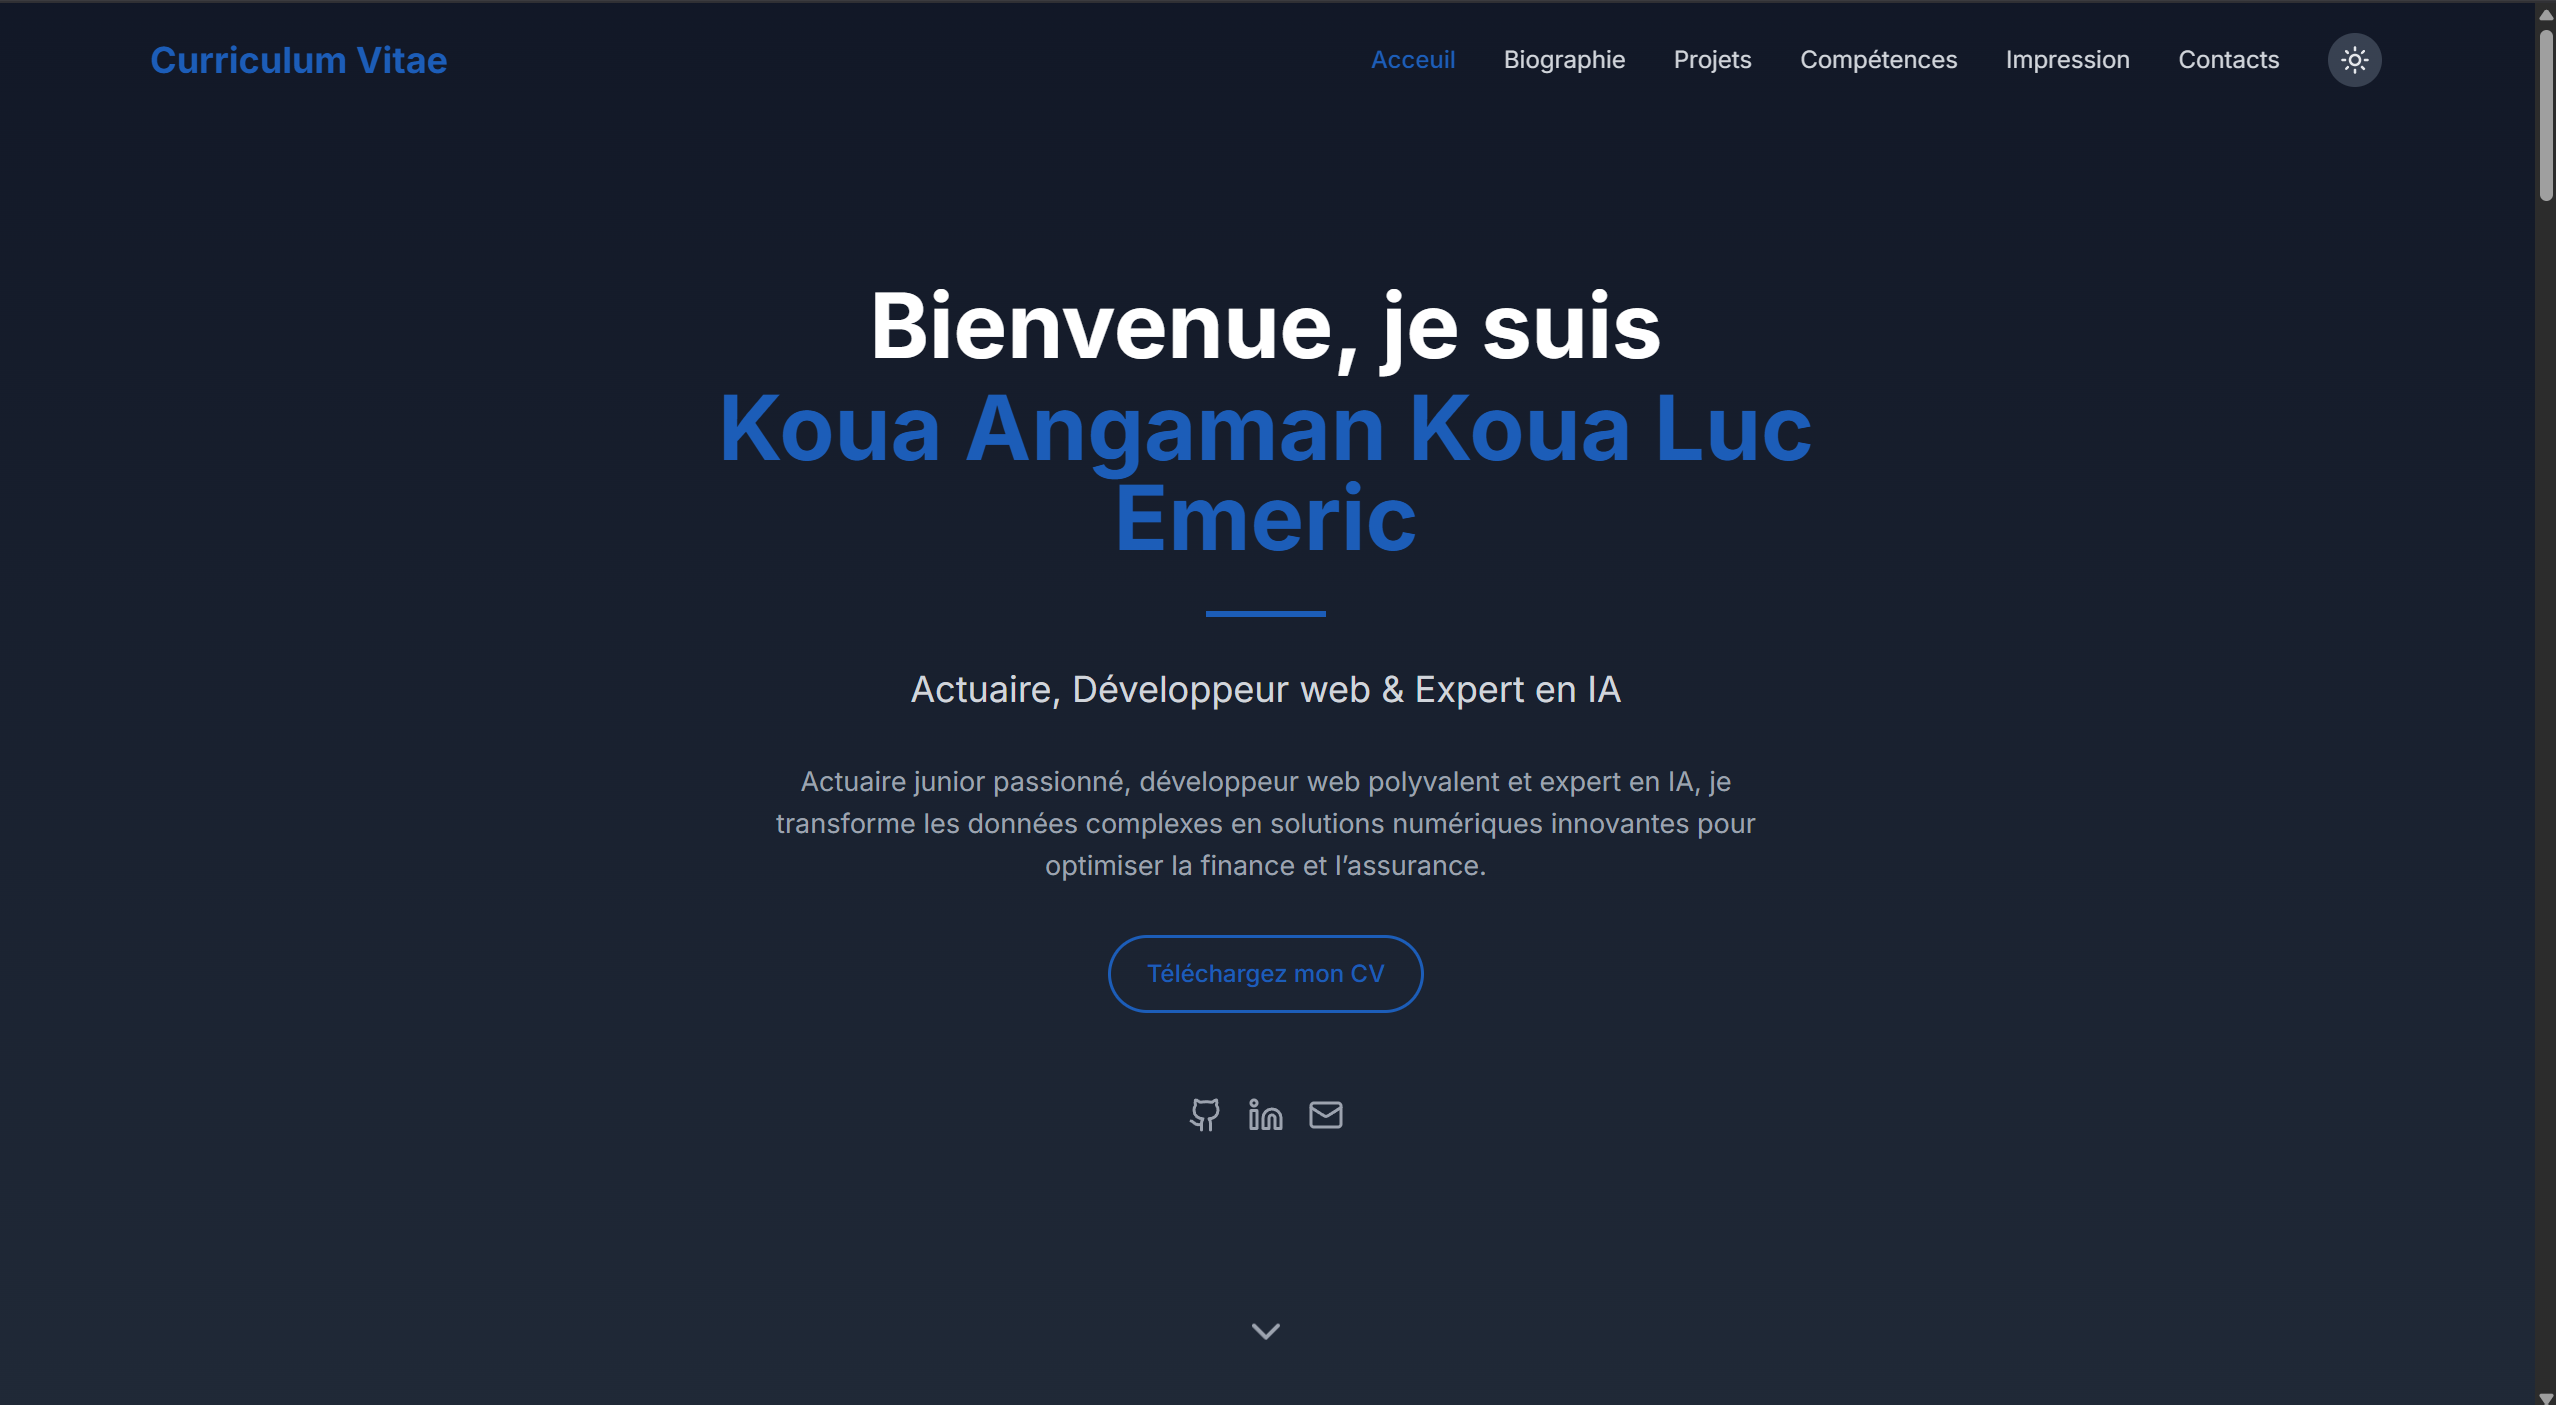 Curriculum Vitae
Acceuil
Biographie
Projets
Compétences
Impression
Contacts
Bienvenue, je suis
Koua Angaman Koua Luc
Emeric
Actuaire, Développeur web & Expert en IA
Actuaire junior passionné, développeur web polyvalent et expert en IA, je
transforme les données complexes en solutions numériques innovantes pour
optimiser la finance et l’assurance.
Téléchargez mon CV